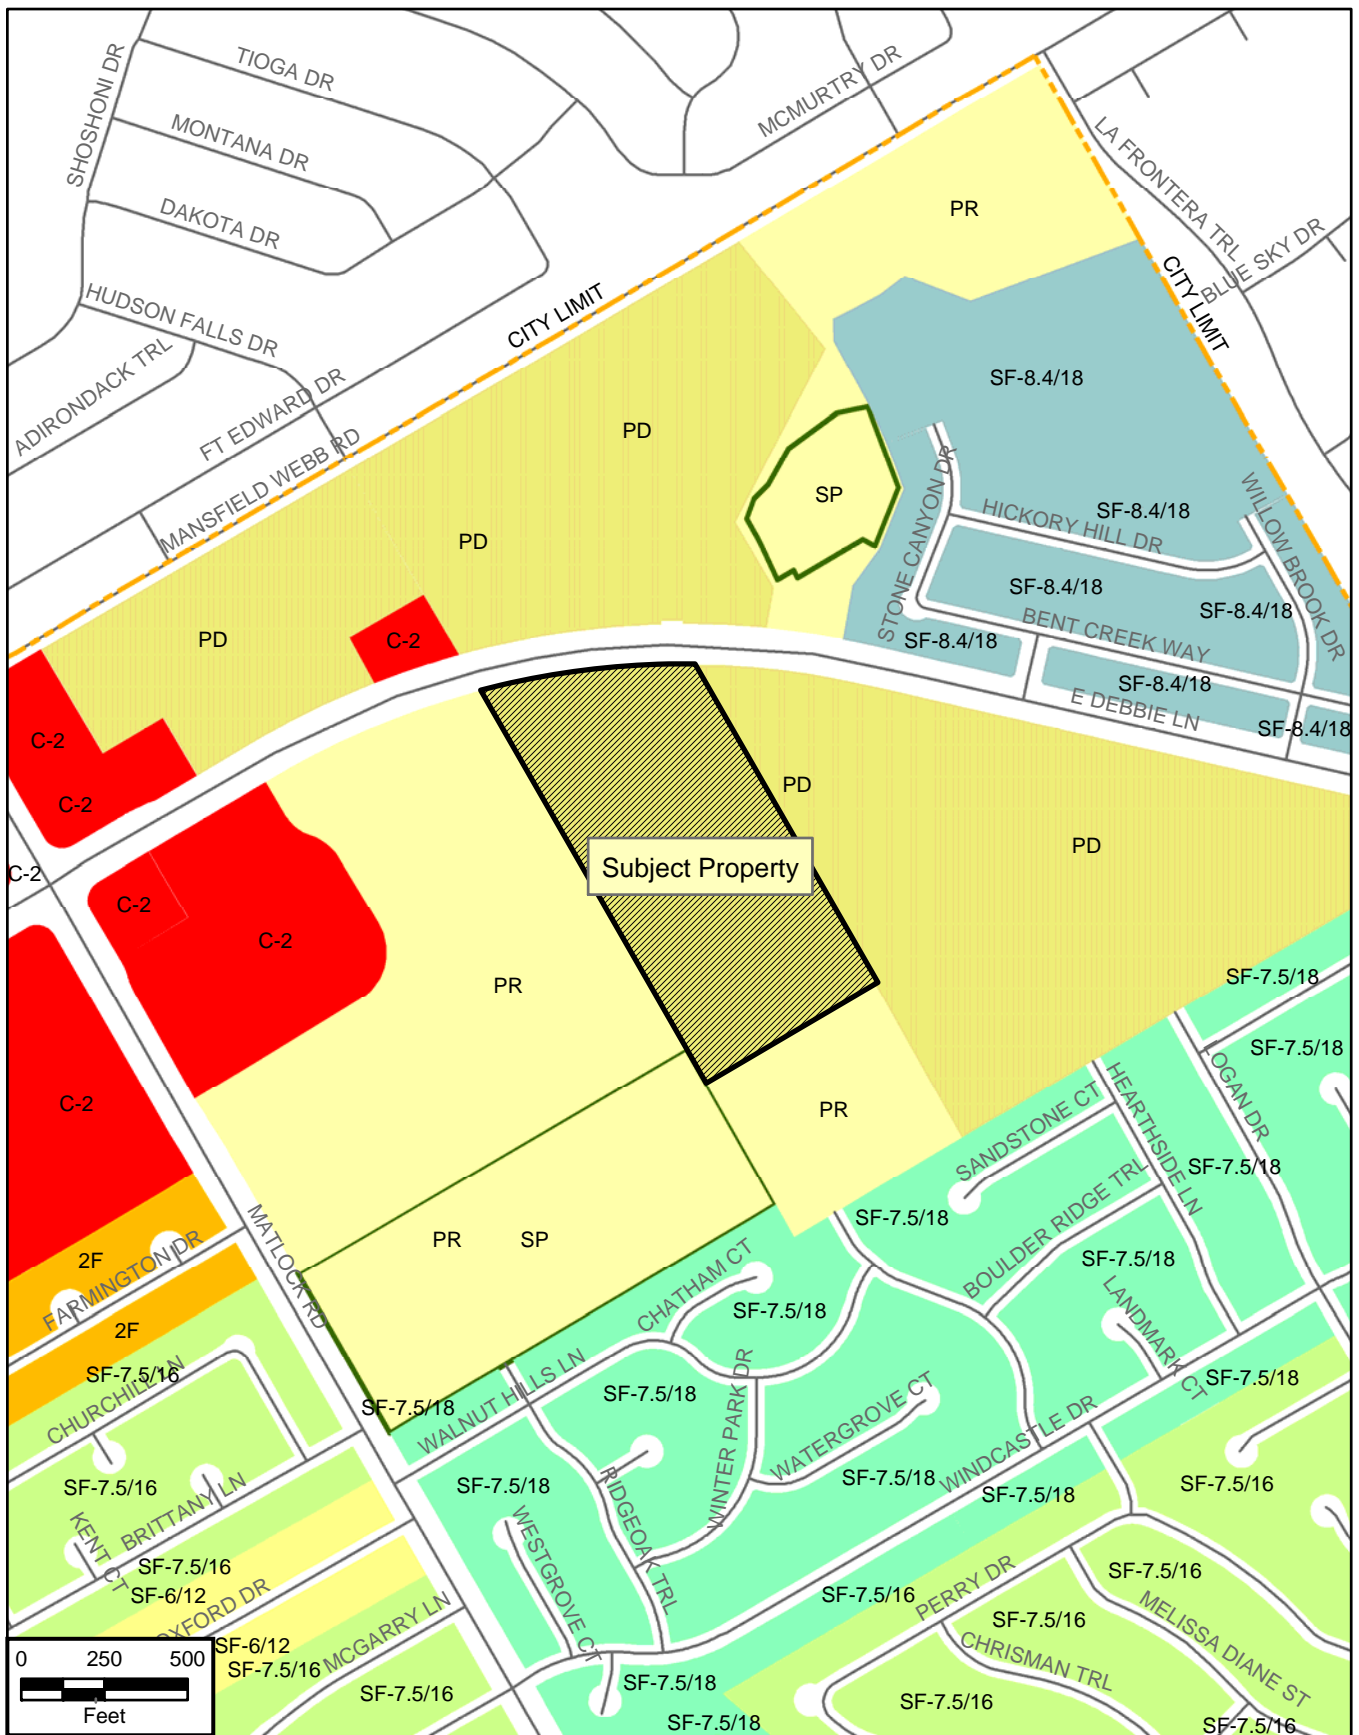 SHOSHONI DR
TIOGA DR
MCMURTRY DR
MONTANA DR
LA FRONTERA TRL
PR
DAKOTA DR
BLUE SKY DR
CITY LIMIT
CITY LIMIT
HUDSON FALLS DR
ADIRONDACK TRL
FT EDWARD DR
SF-8.4/18
MANSFIELD WEBB RD
PD
SP
STONE CANYON DR
HICKORY HILL DR
SF-8.4/18
WILLOW BROOK DR
PD
SF-8.4/18
SF-8.4/18
BENT CREEK WAY
PD
C-2
SF-8.4/18
SF-8.4/18
E DEBBIE LN
SF-8.4/18
C-2
PD
C-2
PD
Subject Property
C-2
C-2
C-2
PR
SF-7.5/18
SF-7.5/18
LOGAN DR
C-2
PR
SANDSTONE CT
HEARTHSIDE LN
SF-7.5/18
MATLOCK RD
SF-7.5/18
BOULDER RIDGE TRL
PR
SP
2F
FARMINGTON DR
CHATHAM CT
SF-7.5/18
SF-7.5/18
LANDMARK CT
2F
SF-7.5/16
CHURCHILL LN
SF-7.5/18
WALNUT HILLS LN
SF-7.5/18
WINTER PARK DR
WATERGROVE CT
SF-7.5/18
WINDCASTLE DR
SF-7.5/16
SF-7.5/18
RIDGEOAK TRL
SF-7.5/18
SF-7.5/18
SF-7.5/16
BRITTANY LN
KENT CT
WESTGROVE CT
SF-7.5/16
SF-6/12
OXFORD DR
SF-7.5/16
PERRY DR
SF-7.5/16
MELISSA DIANE ST
SF-7.5/16
CHRISMAN TRL
MCGARRY LN
SF-6/12
SF-7.5/16
SF-7.5/16
SF-7.5/18
SF-7.5/16
SF-7.5/18
SF-7.5/16
0 250 500
Feet